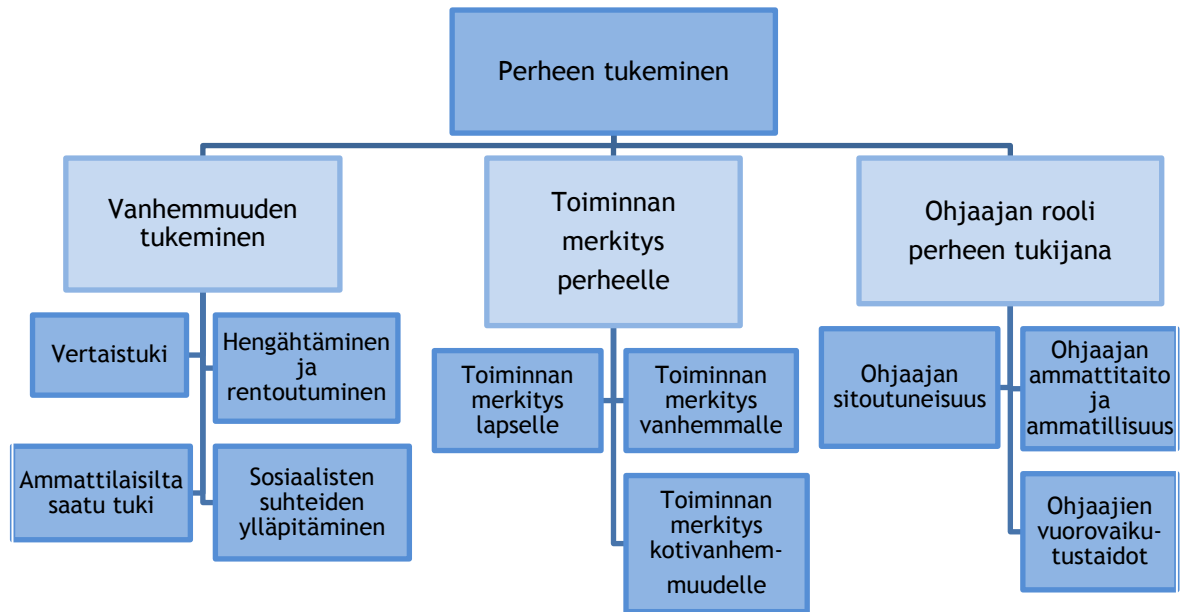 Perheen tukeminen
Vanhemmuuden
tukeminen
Toiminnan
merkitys
perheelle
Ohjaajan rooli
perheen tukijana
Vertaistuki
Hengähtäminen
ja
rentoutuminen
Ammattilaisilta
saatu tuki
Sosiaalisten
suhteiden
ylläpitäminen
Toiminnan
merkitys
lapselle
Toiminnan
merkitys
vanhemmalle
Toiminnan
merkitys
kotivanhem-
muudelle
Ohjaajan
sitoutuneisuus
Ohjaajan
ammattitaito
ja
ammatillisuus
Ohjaajien
vuorovaiku-
tustaidot